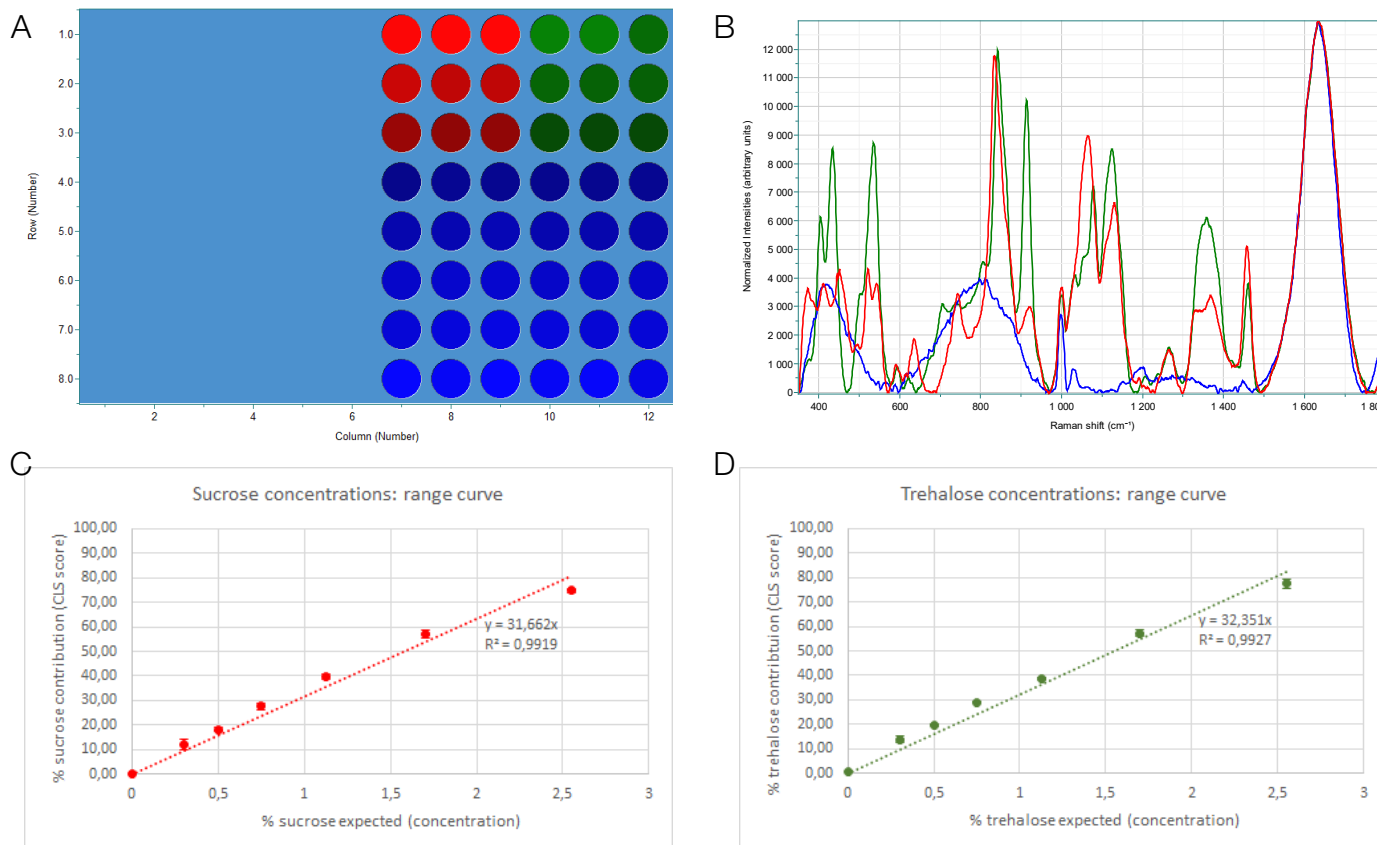 A
Row (Number)
1.0
2.0
3.0
4.0
5.0
6.0
7.0
8.0
2 4 6 8 10 12
Column (Number)
B
Normalized Intensities (arbitrary units)
12 000
11 000
10 000
9 000
8 000
7 000
6 000
5 000
4 000
3 000
2 000
1 000
0
400 600 800 1 000 1 200 1 400 1 600 1 800
Raman shift (cm⁻¹)
C
Sucrose concentrations: range curve
% sucrose contribution (CLS score)
100,00
90,00
80,00
70,00
60,00
50,00
40,00
30,00
20,00
10,00
0,00
y = 31,662x
R² = 0,9919
0 0,5 1 1,5 2 2,5 3
% sucrose expected (concentration)
D
Trehalose concentrations: range curve
% trehalose contribtuion (CLS score)
100,00
90,00
80,00
70,00
60,00
50,00
40,00
30,00
20,00
10,00
0,00
y = 32,351x
R² = 0,9927
0 0,5 1 1,5 2 2,5 3
% trehalose expected (concentration)